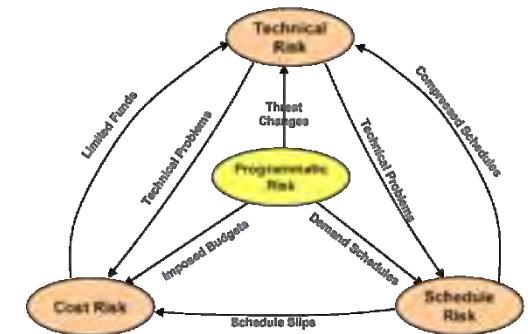 Technical
Risk
Limited Funds
Technical Problems
Threat
Changes
Technical Problems
Compressed Schedules
Programmatic
Risk
Imposed Budgets
Demand Schedules
Cost Risk
Schedule Slips
Schedule
Risk